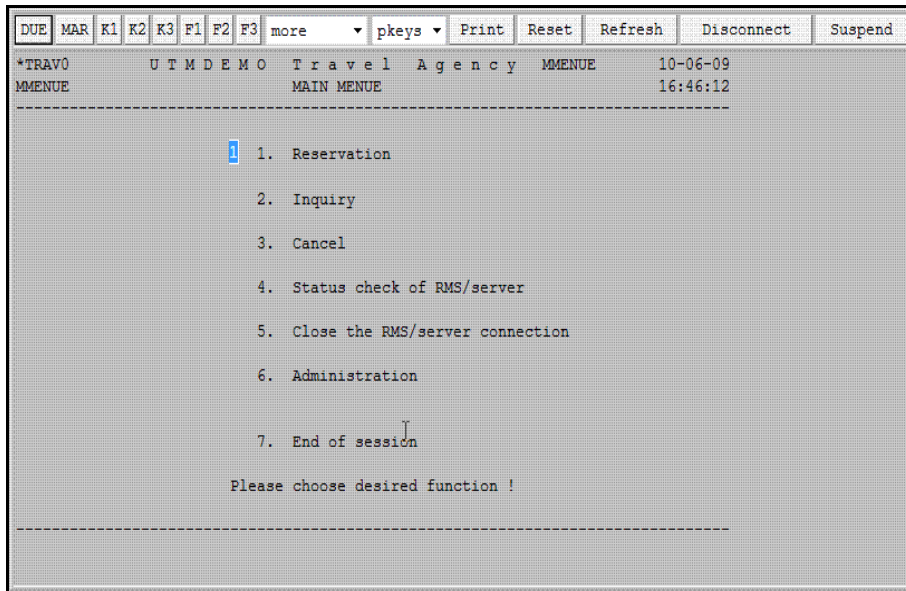 DUE MAR K1 K2 K3 F1 F2 F3 more pkeys Print Reset Refresh Disconnect Suspend
*TRAV0 U T M D E M O T r a v e l A g e n c y MMENUE 10-06-09
MMENUE MAIN MENUE 16:46:12
1 1. Reservation
2. Inquiry
3. Cancel
4. Status check of RMS/server
5. Close the RMS/server connection
6. Administration
7. End of session
Please choose desired function !